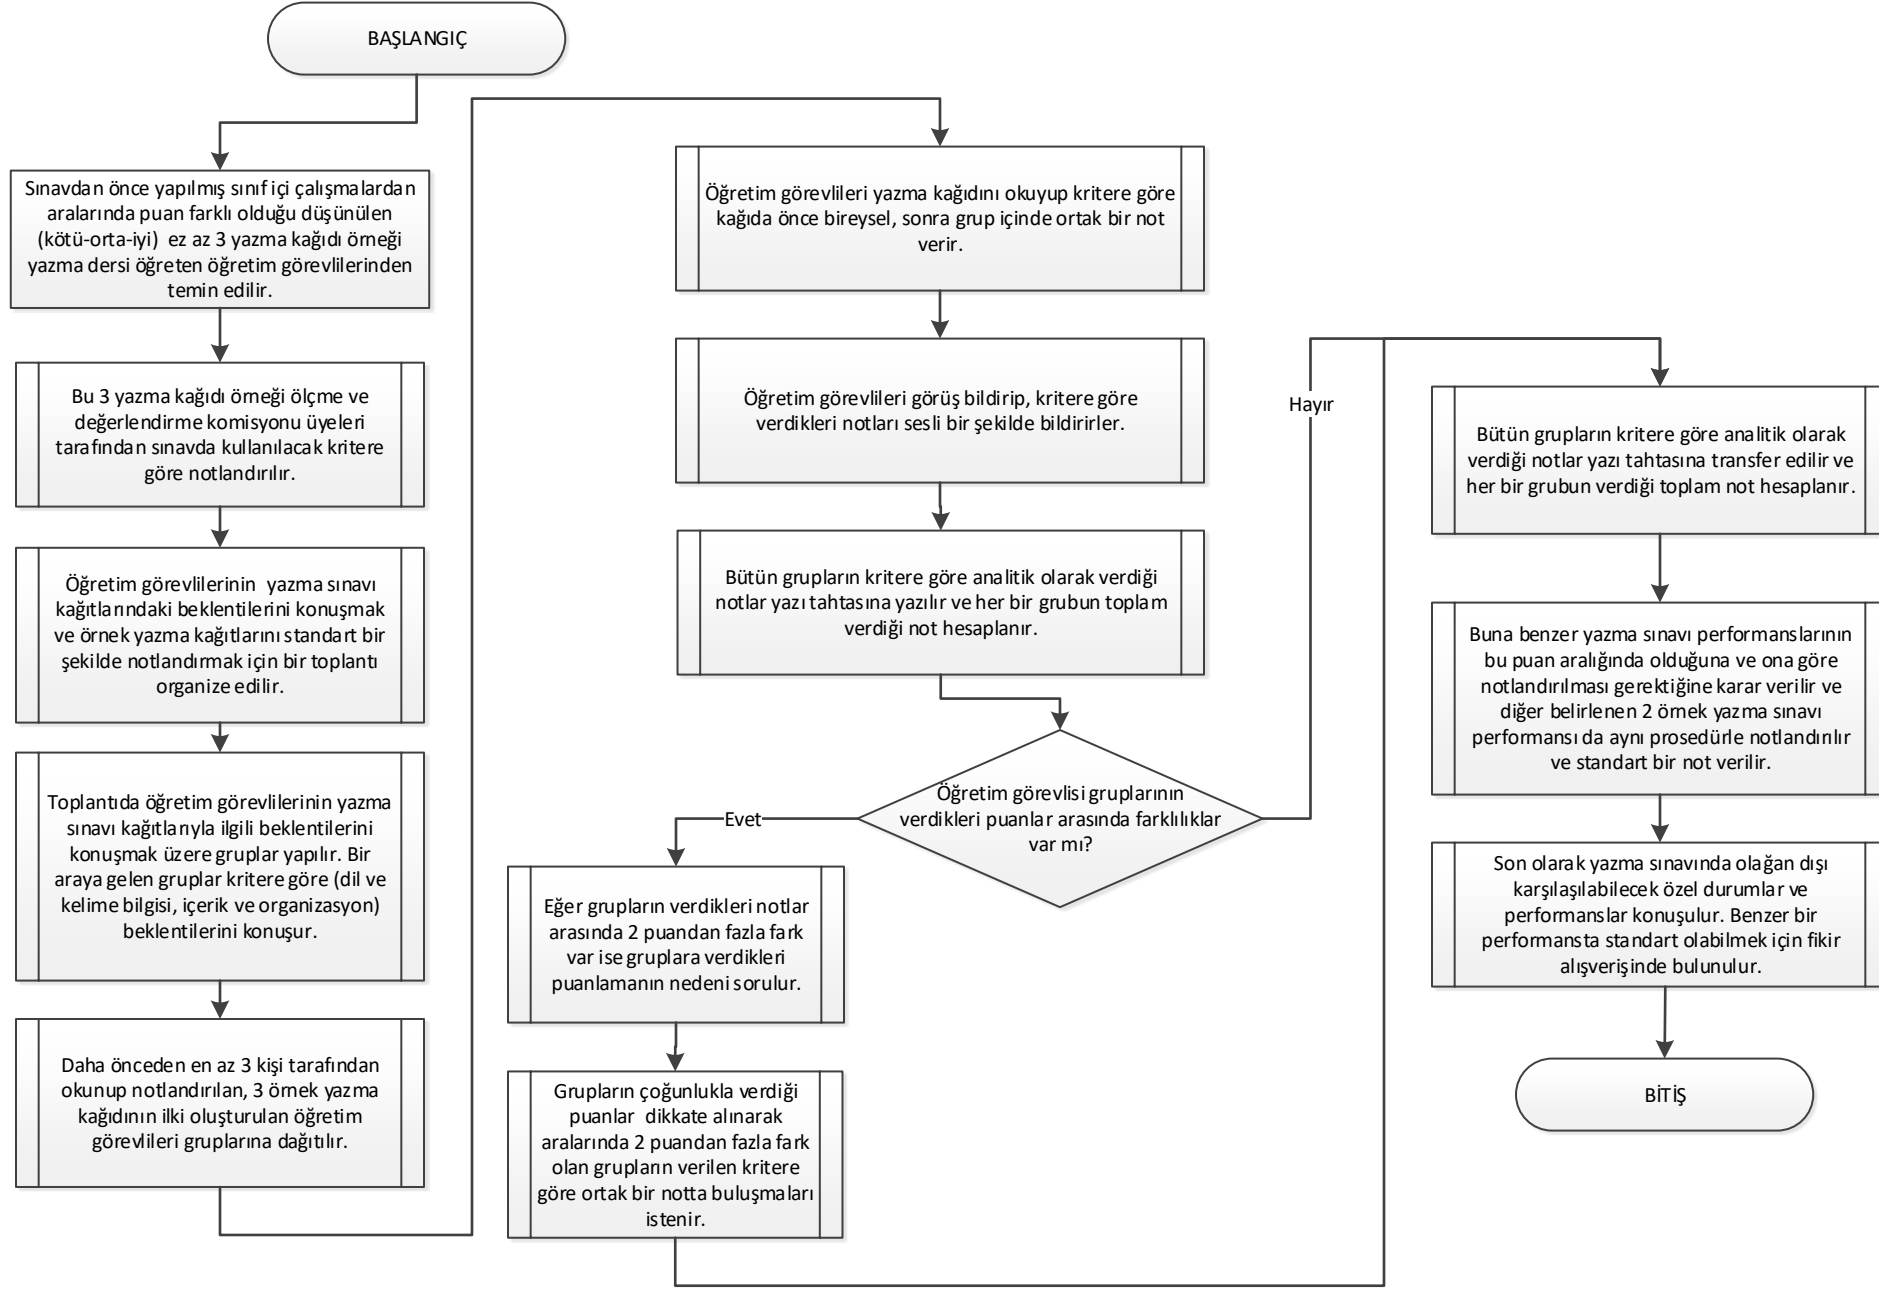 BAŞLANGIÇ
Sınavdan önce yapılmış sınıf içi çalışmalardan
aralarında puan farklı olduğu düşünülen
(kötü-orta-iyi) ez az 3 yazma kağıdı örneği
yazma dersi öğreten öğretim görevlilerinden
temin edilir.
Bu 3 yazma kağıdı örneği ölçme ve
değerlendirme komisyonu üyeleri
tarafından sınavda kullanılacak kritere
göre notlandırılır.
Öğretim görevlilerinin yazma sınavı
kağıtlarındaki beklentilerini konuşmak
ve örnek yazma kağıtlarını standart bir
şekilde notlandırmak için bir toplantı
organize edilir.
Toplantıda öğretim görevlilerinin yazma
sınavı kağıtlarıyla ilgili beklentilerini
konuşmak üzere gruplar yapılır. Bir
araya gelen gruplar kritere göre (dil ve
kelime bilgisi, içerik ve organizasyon)
beklentilerini konuşur.
Daha önceden en az 3 kişi tarafından
okunup notlandırılan, 3 örnek yazma
kağıdının ilki oluşturulan öğretim
görevlileri gruplarına dağıtılır.
Öğretim görevlileri yazma kağıdını okuyup kritere göre
kağıda önce bireysel, sonra grup içinde ortak bir not
verir.
Öğretim görevlileri görüş bildirip, kritere göre
verdikleri notları sesli bir şekilde bildirirler.
Bütün grupların kritere göre analitik olarak verdiği
notlar yazı tahtasına yazılır ve her bir grubun toplam
verdiği not hesaplanır.
Öğretim görevlisi gruplarının
verdikleri puanlar arasında farklılıklar
var mı?
Evet
Hayır
Eğer grupların verdikleri notlar
arasında 2 puandan fazla fark
var ise gruplara verdikleri
puanlamanın nedeni sorulur.
Grupların çoğunlukla verdiği
puanlar dikkate alınarak
aralarında 2 puandan fazla fark
olan grupların verilen kritere
göre ortak bir notta buluşmaları
istenir.
Bütün grupların kritere göre analitik olarak
verdiği notlar yazı tahtasına transfer edilir ve
her bir grubun verdiği toplam not hesaplanır.
Buna benzer yazma sınavı performanslarının
bu puan aralığında olduğuna ve ona göre
notlandırılması gerektiğine karar verilir ve
diğer belirlenen 2 örnek yazma sınavı
performansı da aynı prosedürle notlandırılır
ve standart bir not verilir.
Son olarak yazma sınavında olağan dışı
karşılaşılabilecek özel durumlar ve
performanslar konuşulur. Benzer bir
performansta standart olabilmek için fikir
alışverişinde bulunulur.
BİTİŞ